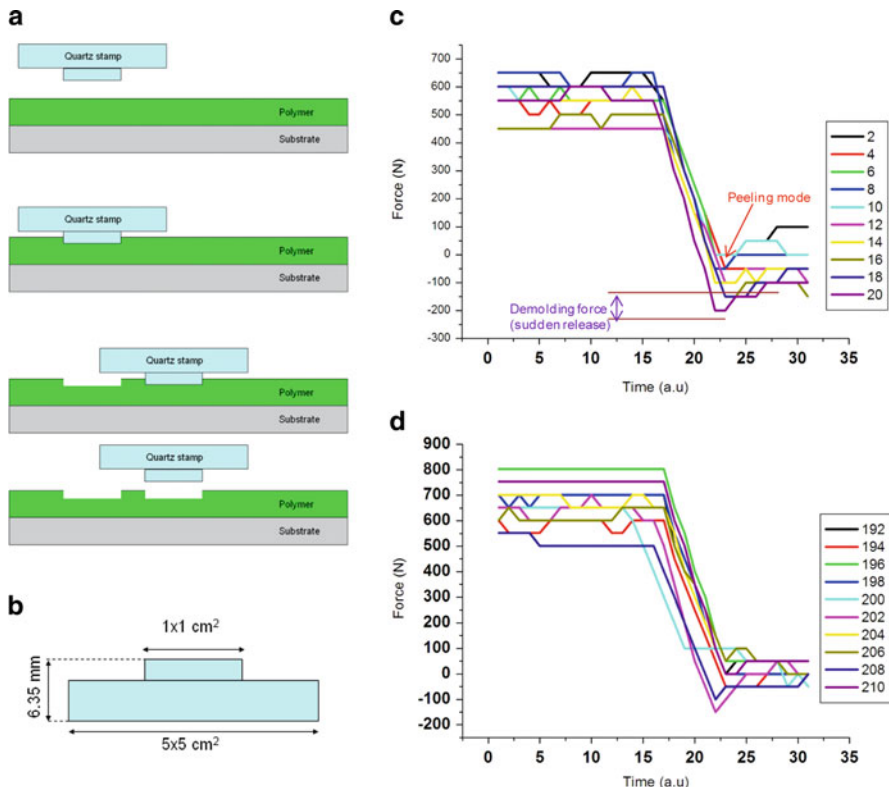 a
Quartz stamp
Polymer
Substrate
Quartz stamp
Polymer
Substrate
Quartz stamp
Polymer
Substrate
Quartz stamp
Polymer
Substrate
b
1x1 cm²
6.35 mm
5x5 cm²
c
700
600
500
400
300
200
100
0
-100
-200
-300
Force (N)
Peeling mode
Demolding force
(sudden release)
0 5 10 15 20 25 30 35
Time (a.u)
2
4
6
8
10
12
14
16
18
20
d
900
800
700
600
500
400
300
200
100
0
-100
-200
Force (N)
0 5 10 15 20 25 30 35
Time (a.u)
192
194
196
198
200
202
204
206
208
210